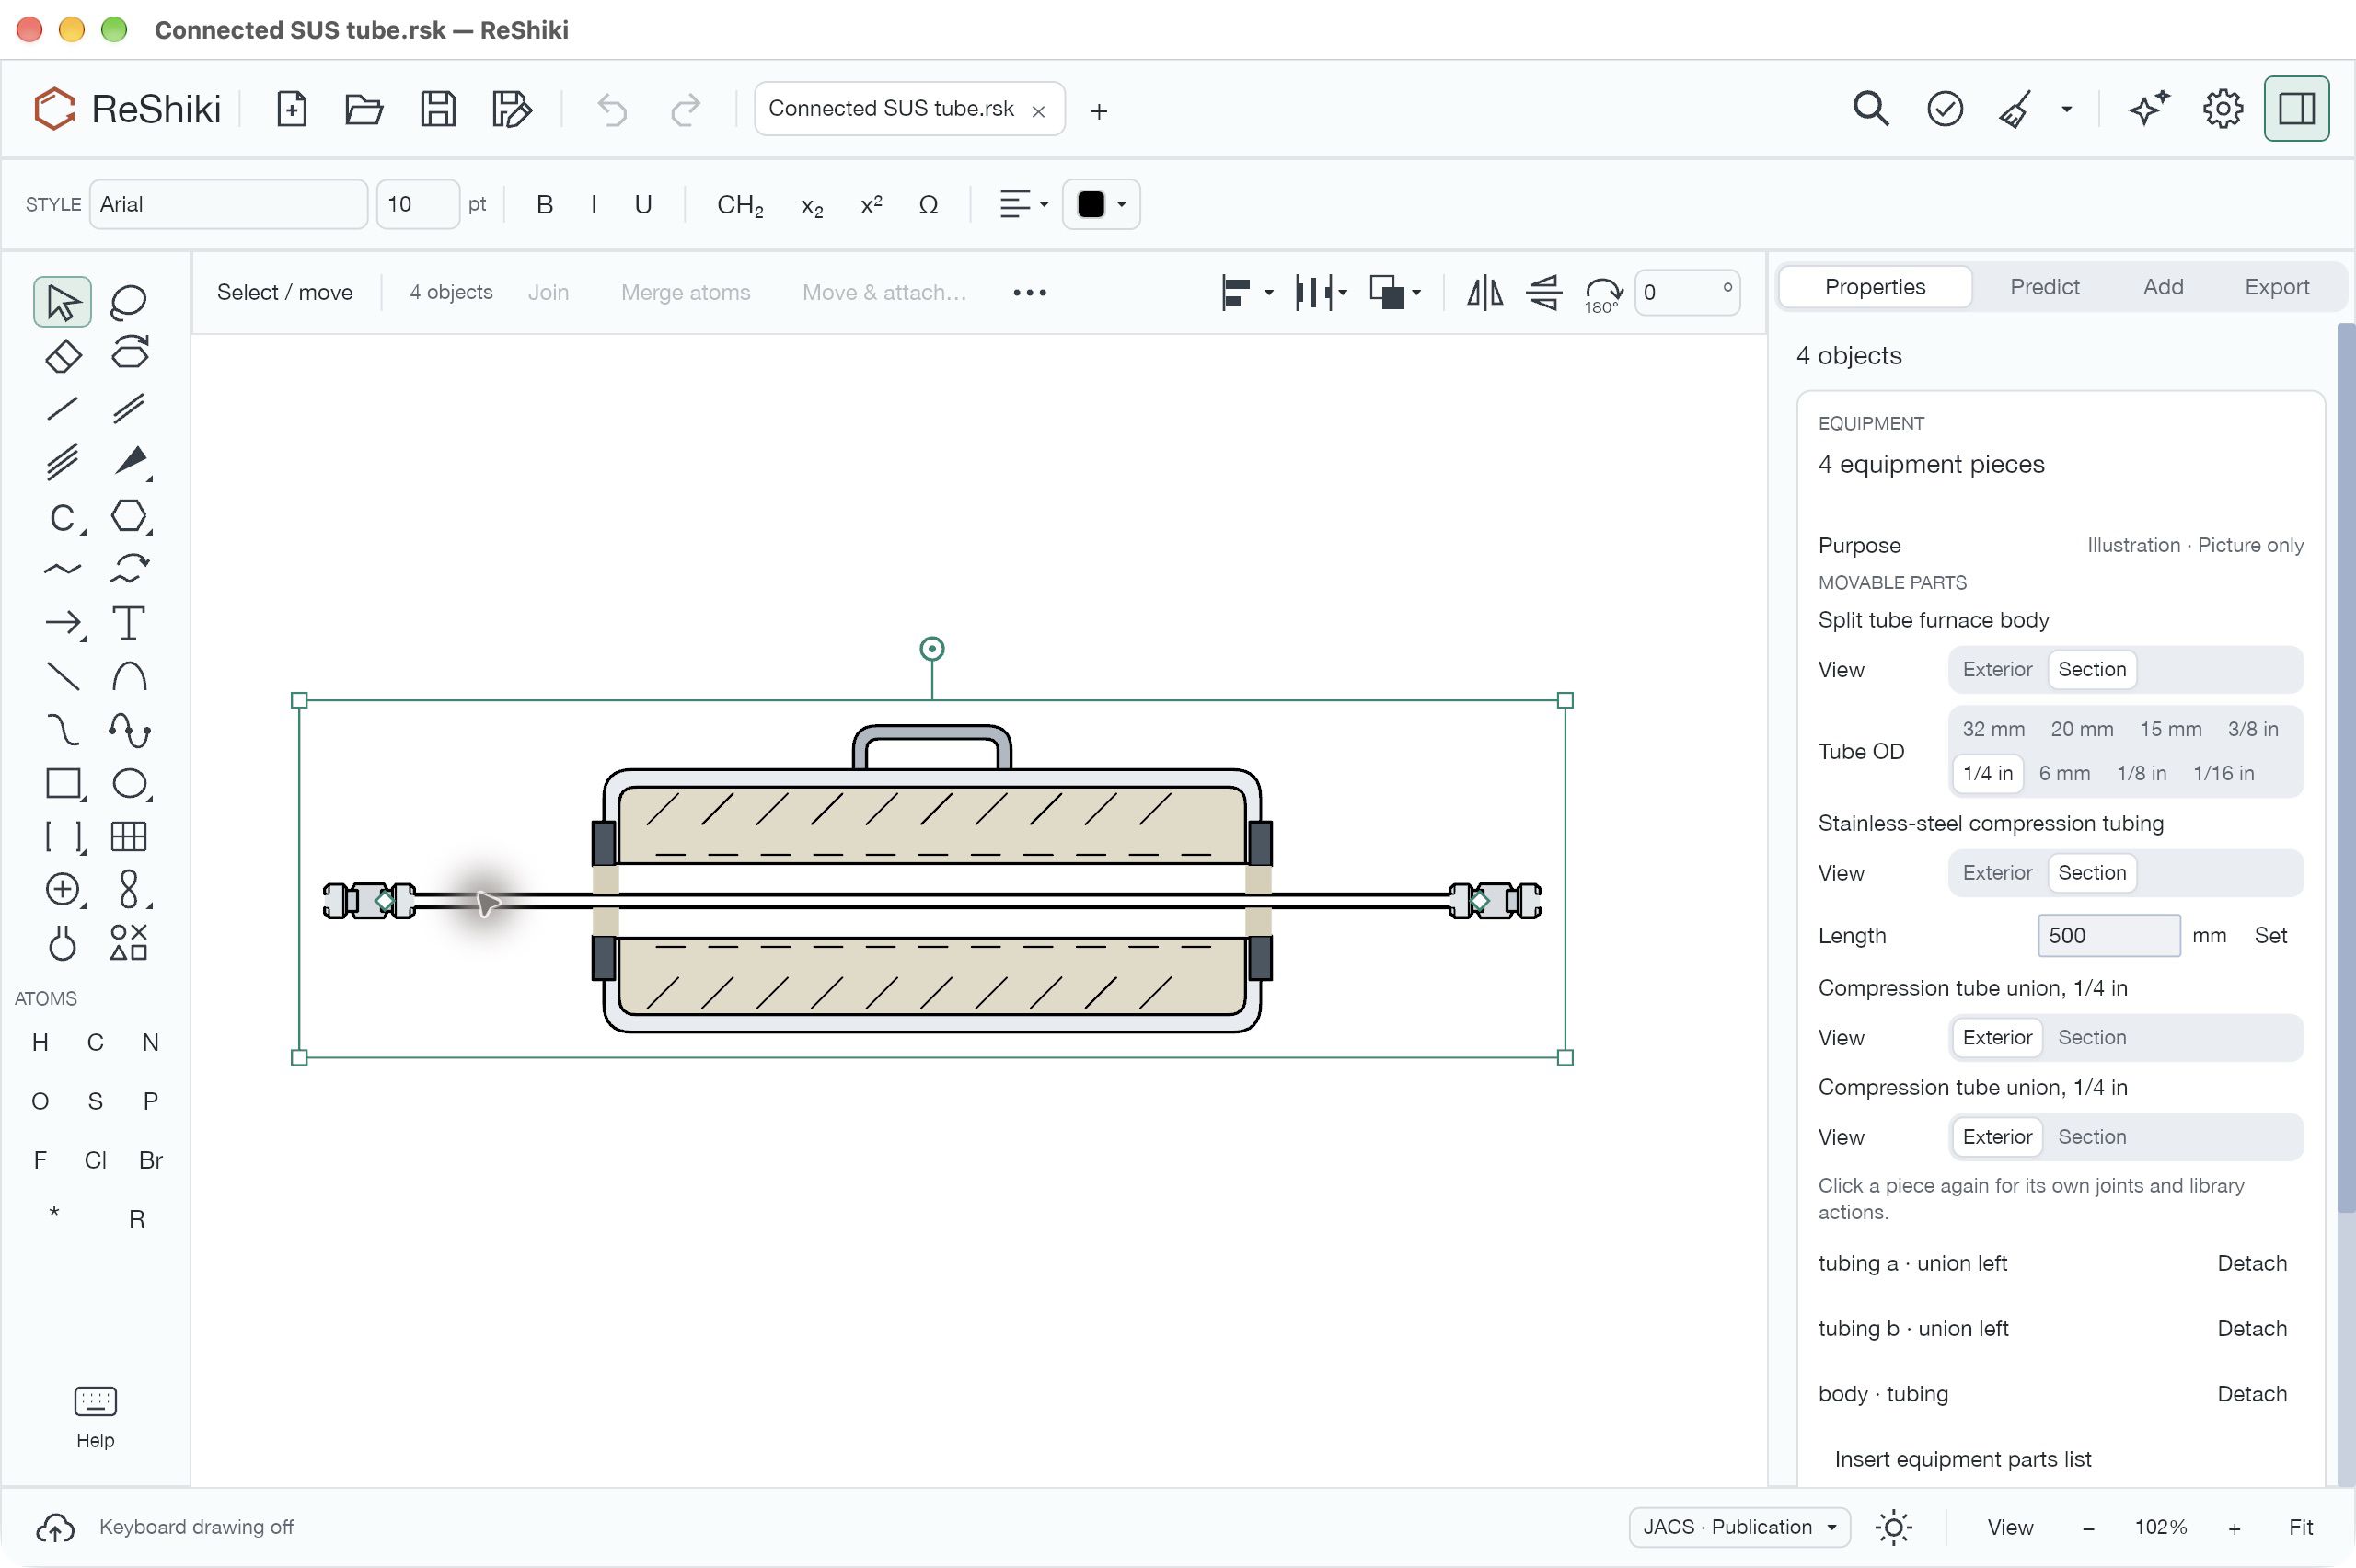 Connected SUS tube.rsk — ReShiki
ReShiki
Connected SUS tube.rsk × +
STYLE Arial 10 pt B I U CH₂ x₂ x² Ω
Select / move 4 objects Join Merge atoms Move & attach… ••• 180° 0 °
Properties Predict Add Export
4 objects
EQUIPMENT
4 equipment pieces
Purpose Illustration · Picture only
MOVABLE PARTS
Split tube furnace body
View Exterior Section
Tube OD
32 mm 20 mm 15 mm 3/8 in
1/4 in 6 mm 1/8 in 1/16 in
Stainless-steel compression tubing
View Exterior Section
Length 500 mm Set
Compression tube union, 1/4 in
View Exterior Section
Compression tube union, 1/4 in
View Exterior Section
Click a piece again for its own joints and library
actions.
tubing a · union left Detach
tubing b · union left Detach
body · tubing Detach
Insert equipment parts list
C
T
[ ]
ATOMS
H C N
O S P
F Cl Br
* R
Help
Keyboard drawing off
JACS · Publication View − 102% + Fit